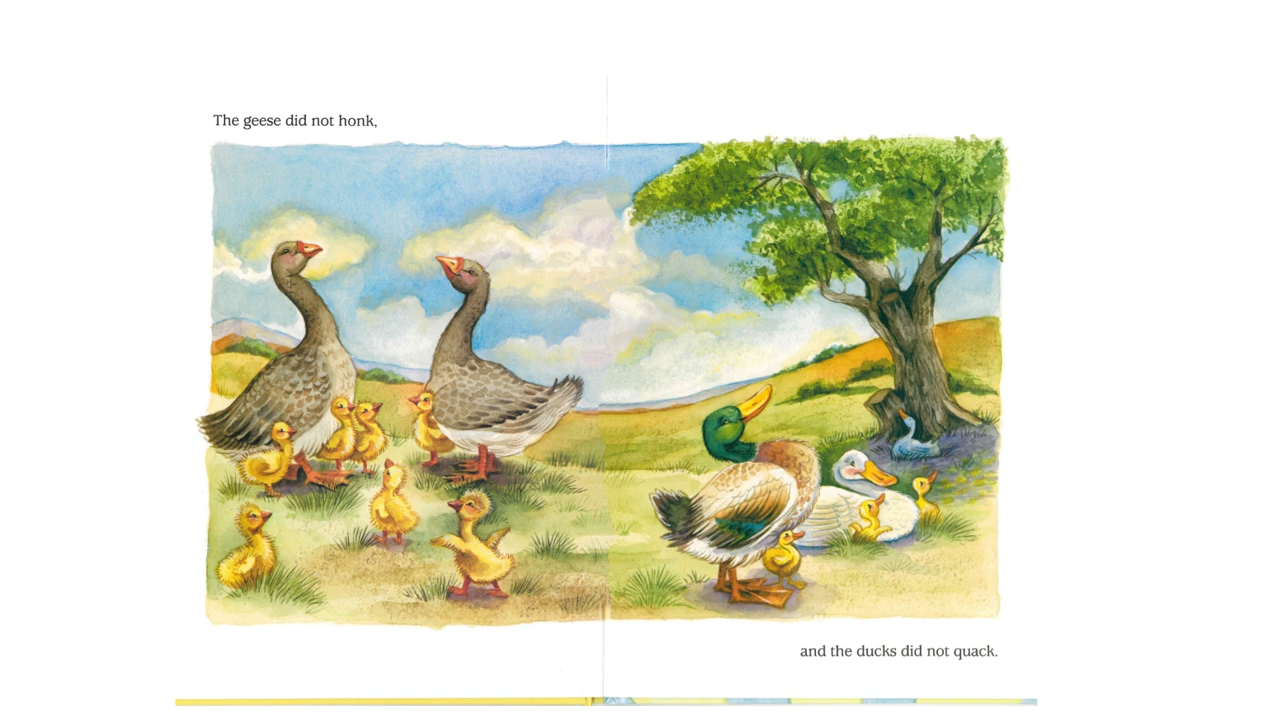 The geese did not honk,
and the ducks did not quack.